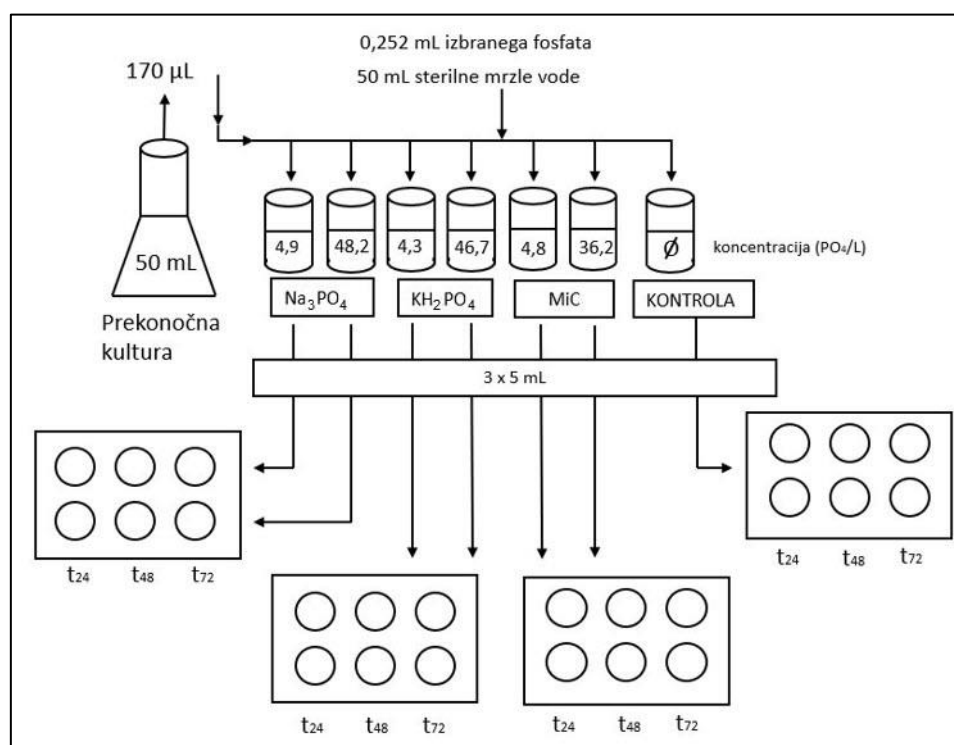 0,252 mL izbranega fosfata
170 µL
50 mL sterilne mrzle vode
50 mL
Prekonočna
kultura
4,9 48,2 4,3 46,7 4,8 36,2 Ø
koncentracija (PO₄/L)
Na₃PO₄ KH₂PO₄ MiC KONTROLA
3 x 5 mL
t₂₄ t₄₈ t₇₂
t₂₄ t₄₈ t₇₂
t₂₄ t₄₈ t₇₂
t₂₄ t₄₈ t₇₂